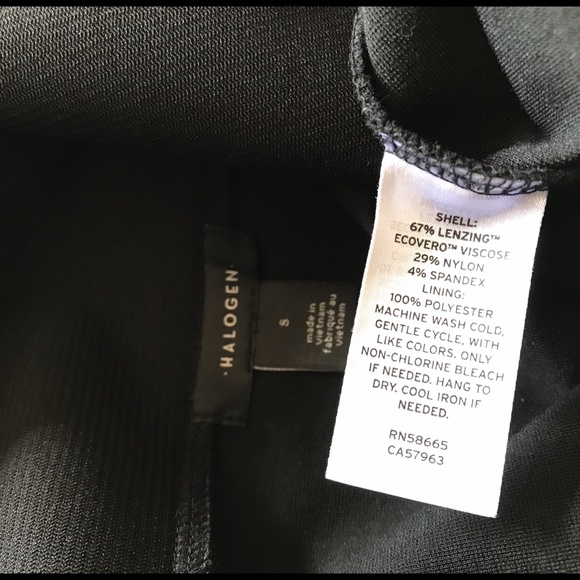 ·HALOGEN·
S
made in
vietnam
fabriqué au
vietnam
SHELL:
67% LENZING™
ECOVERO™ VISCOSE
29% NYLON
4% SPANDEX
LINING:
100% POLYESTER
MACHINE WASH COLD,
GENTLE CYCLE, WITH
LIKE COLORS. ONLY
NON-CHLORINE BLEACH
IF NEEDED. HANG TO
DRY. COOL IRON IF
NEEDED.
RN58665
CA57963